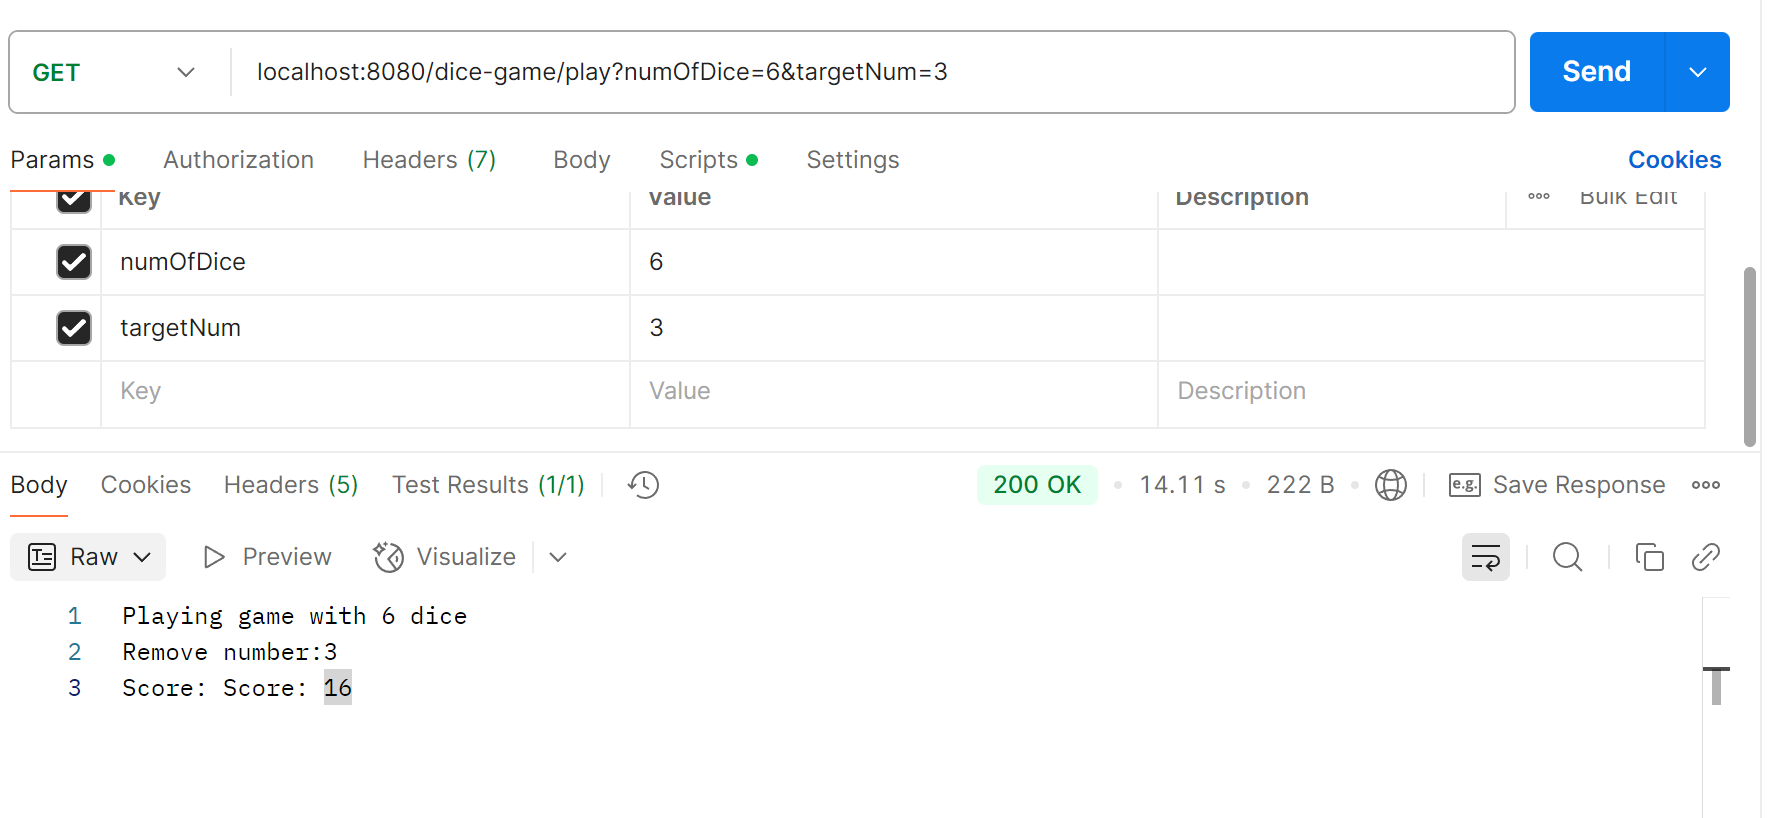 GET localhost:8080/dice-game/play?numOfDice=6&targetNum=3 Send
Params Authorization Headers (7) Body Scripts Settings Cookies
Key Value Description Bulk Edit
numOfDice 6
targetNum 3
Key Value Description
Body Cookies Headers (5) Test Results (1/1) 200 OK • 14.11 s • 222 B • e.g. Save Response
Raw Preview Visualize
1 Playing game with 6 dice
2 Remove number:3
3 Score: Score: 16